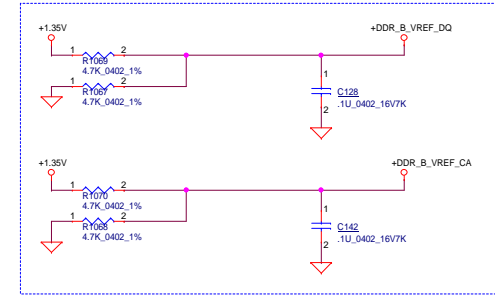 +1.35V
+DDR_B_VREF_DQ
1 2
R1069
4.7K_0402_1%
1 2
R1067
4.7K_0402_1%
1
C128
.1U_0402_16V7K
2
+1.35V
+DDR_B_VREF_CA
1 2
R1070
4.7K_0402_1%
1 2
R1068
4.7K_0402_1%
1
C142
.1U_0402_16V7K
2